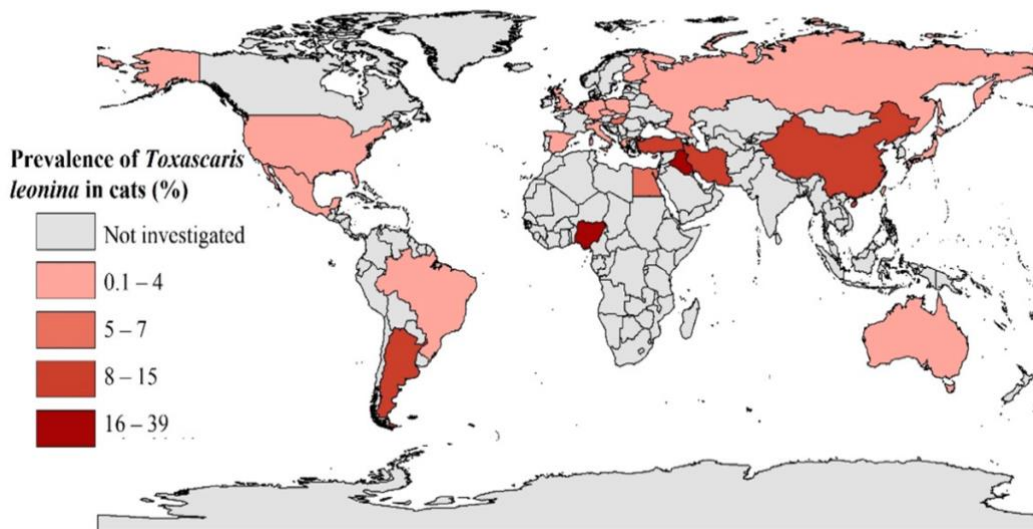 Prevalence of Toxascaris
leonina in cats (%)
Not investigated
0.1 – 4
5 – 7
8 – 15
16 – 39